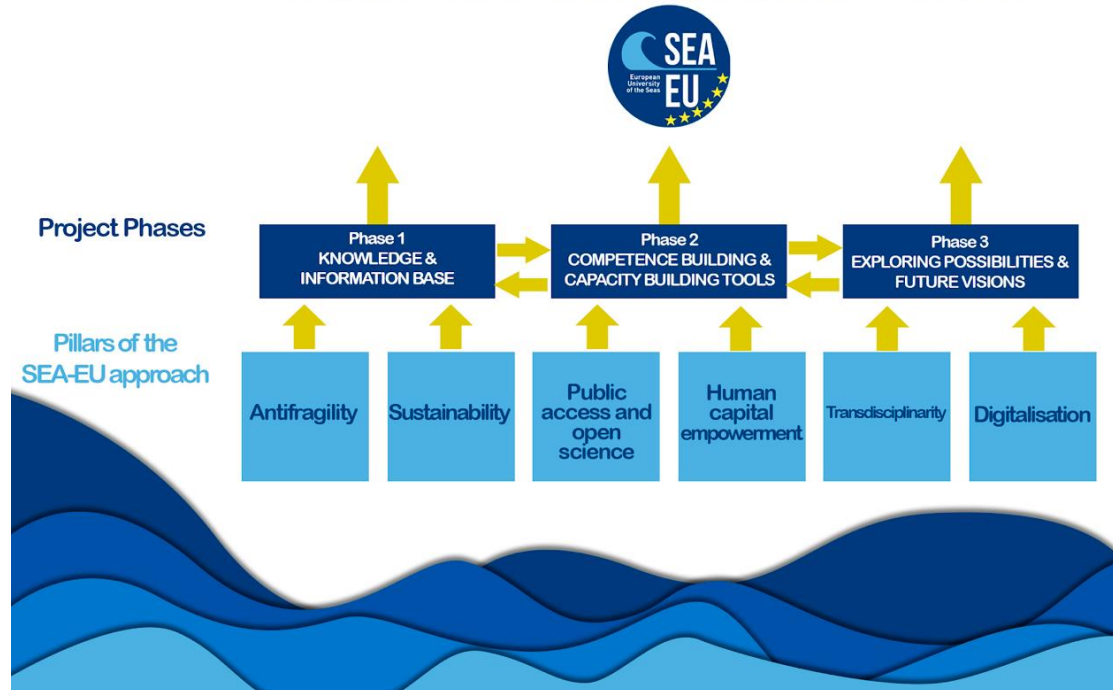 SEA
EU
European
University
of the Seas
Project Phases
Phase 1
KNOWLEDGE &
INFORMATION BASE
Phase 2
COMPETENCE BUILDING &
CAPACITY BUILDING TOOLS
Phase 3
EXPLORING POSSIBILITIES &
FUTURE VISIONS
Pillars of the
SEA-EU approach
Antifragility
Sustainability
Public
access and
open
science
Human
capital
empowerment
Transdisciplinarity
Digitalisation